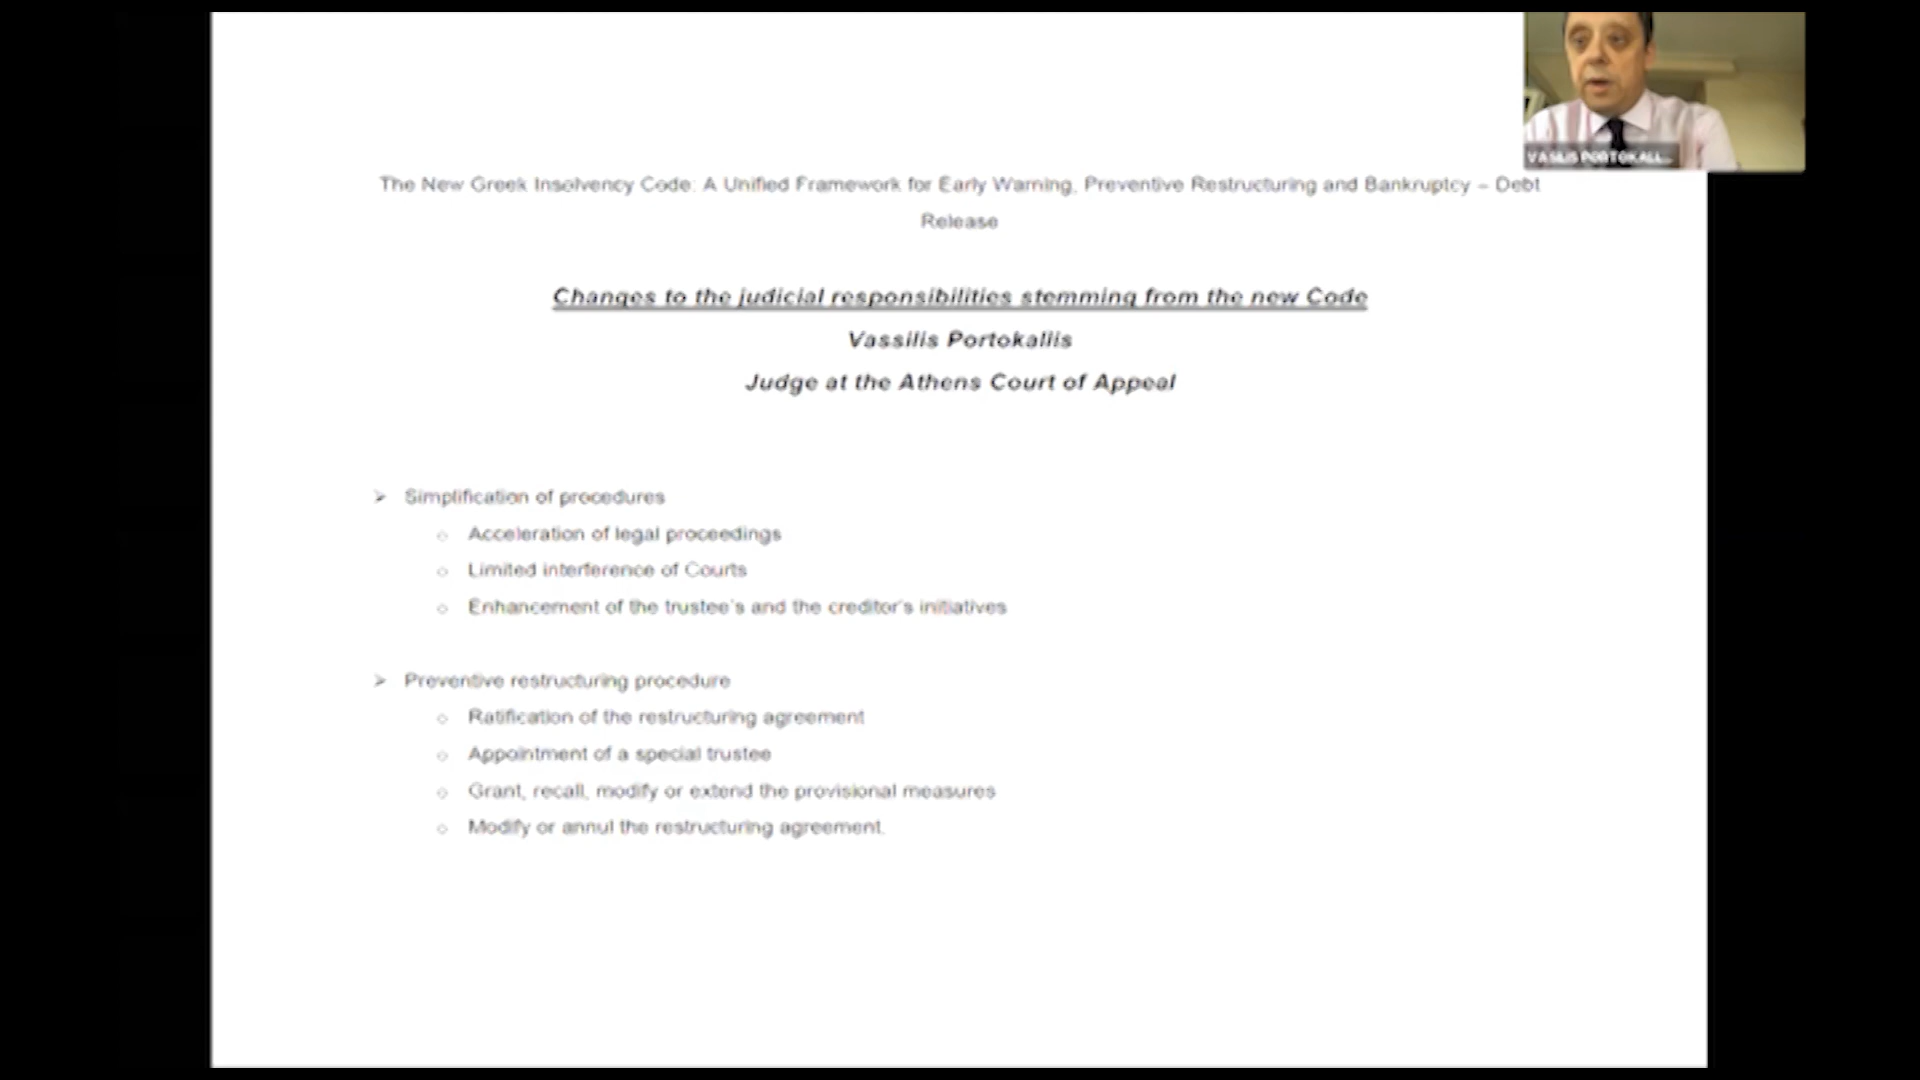 VASILIS PORTOKALL...
The New Greek Insolvency Code: A Unified Framework for Early Warning, Preventive Restructuring and Bankruptcy – Debt
Release
Changes to the judicial responsibilities stemming from the new Code
Vassilis Portokallis
Judge at the Athens Court of Appeal
➢ Simplification of procedures
○ Acceleration of legal proceedings
○ Limited interference of Courts
○ Enhancement of the trustee's and the creditor's initiatives
➢ Preventive restructuring procedure
○ Ratification of the restructuring agreement
○ Appointment of a special trustee
○ Grant, recall, modify or extend the provisional measures
○ Modify or annul the restructuring agreement.